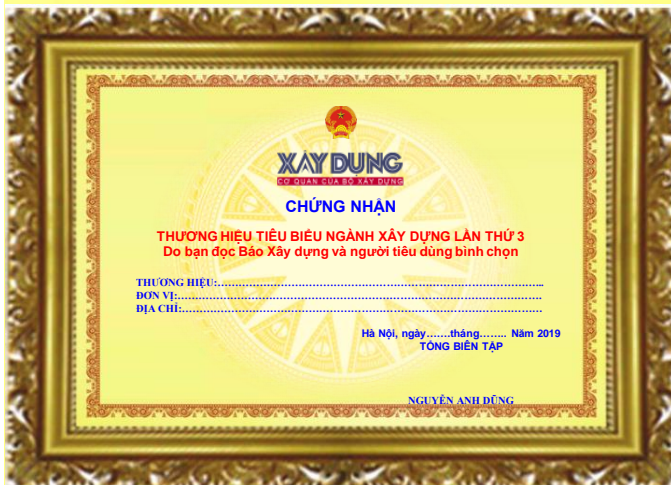 XÂY DỰNG
CƠ QUAN CỦA BỘ XÂY DỰNG
CHỨNG NHẬN
THƯƠNG HIỆU TIÊU BIỂU NGÀNH XÂY DỰNG LẦN THỨ 3
Do bạn đọc Báo Xây dựng và người tiêu dùng bình chọn
THƯƠNG HIỆU:……………………………………………………………………...
ĐƠN VỊ:………………………………………………………………………………
ĐỊA CHỈ:………………………………………………………………………………
Hà Nội, ngày…….tháng…….. Năm 2019
TỔNG BIÊN TẬP
NGUYỄN ANH DŨNG